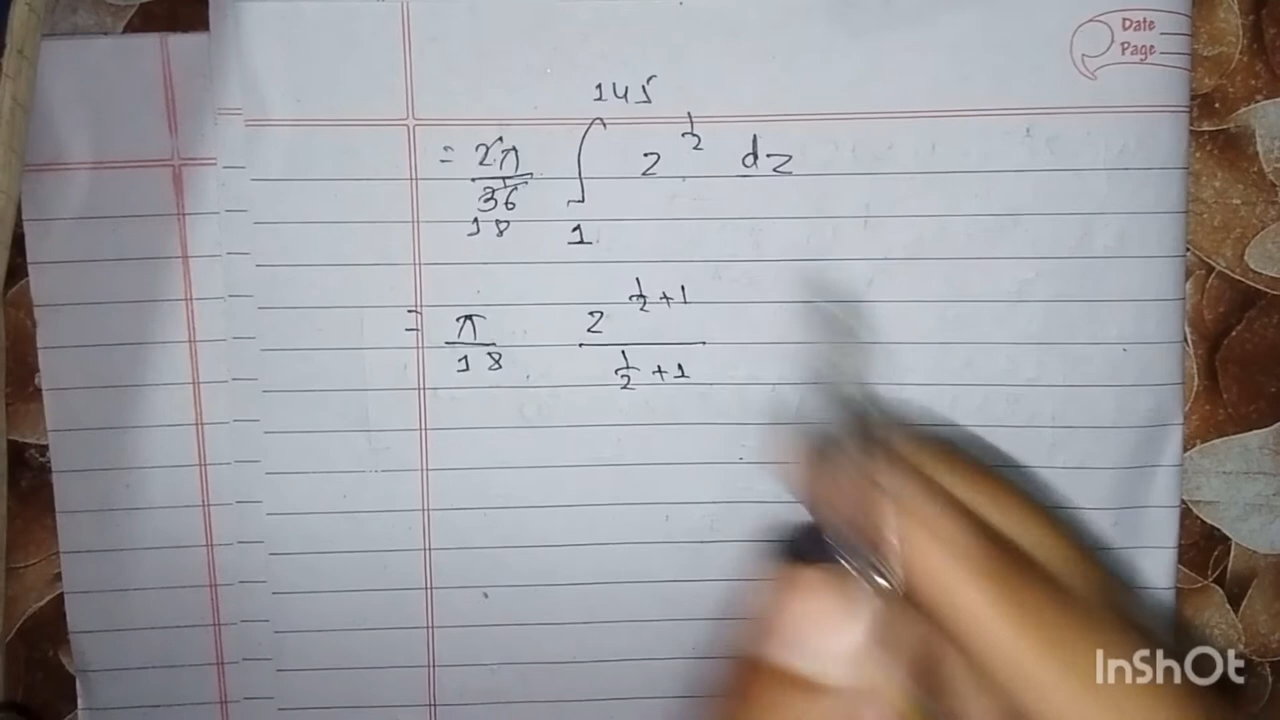 Date
Page
145
= 2π/36 ∫ z^1/2 dz
18 1
= π/18 z^1/2+1 / 1/2+1
InShOt